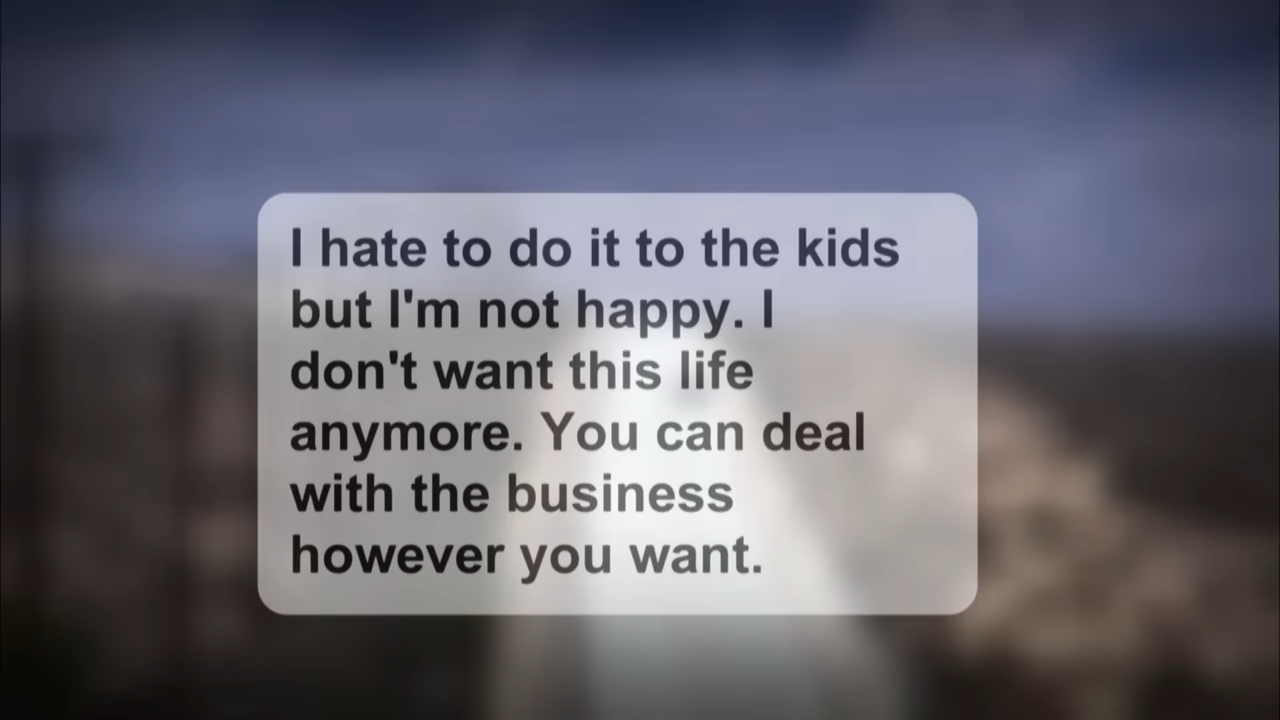 I hate to do it to the kids
but I'm not happy. I
don't want this life
anymore. You can deal
with the business
however you want.